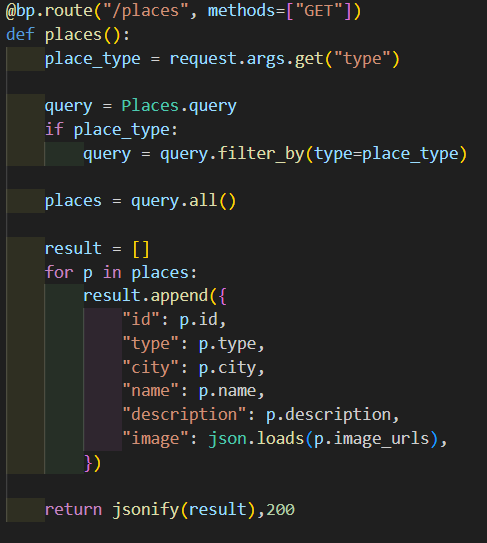 @bp.route("/places", methods=["GET"])
def places():
    place_type = request.args.get("type")

    query = Places.query
    if place_type:
        query = query.filter_by(type=place_type)

    places = query.all()

    result = []
    for p in places:
        result.append({
            "id": p.id,
            "type": p.type,
            "city": p.city,
            "name": p.name,
            "description": p.description,
            "image": json.loads(p.image_urls),
        })

    return jsonify(result),200